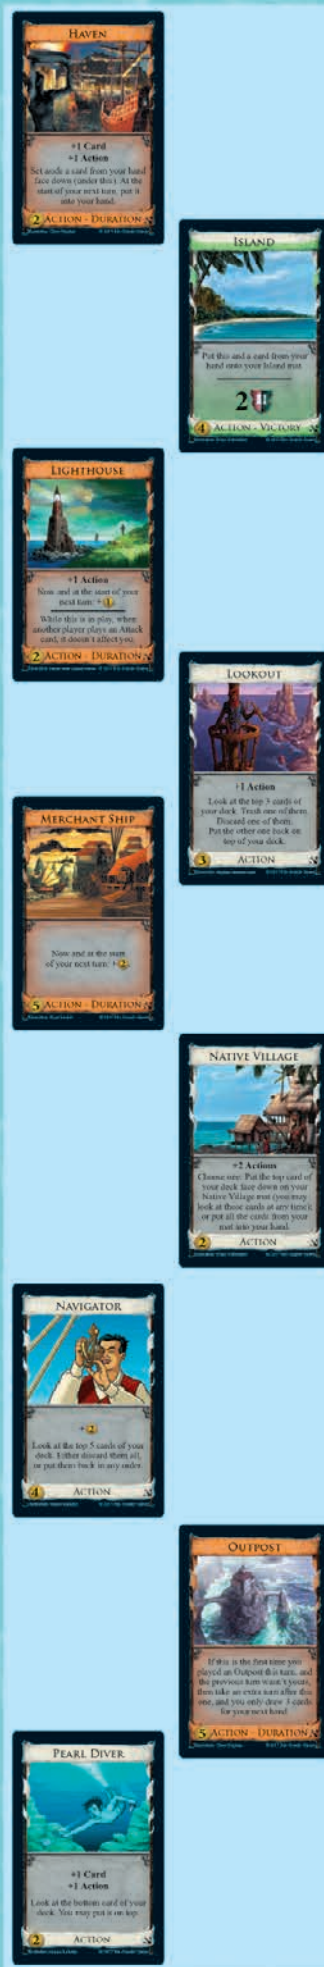 HAVEN
+1 Card
+1 Action
Set aside a card from your hand
face down (under this). At the
start of your next turn, put it
into your hand.
2 ACTION - DURATION
ISLAND
Put this and a card from your
hand onto your Island mat.
2
4 ACTION - VICTORY
LIGHTHOUSE
+1 Action
Now and at the start of your
next turn: +1
While this is in play, when
another player plays an Attack
card, it doesn't affect you.
2 ACTION - DURATION
LOOKOUT
+1 Action
Look at the top 3 cards of
your deck. Trash one of them.
Discard one of them.
Put the other one back on
top of your deck.
3 ACTION
MERCHANT SHIP
Now and at the start
of your next turn: +2.
5 ACTION - DURATION
NATIVE VILLAGE
+2 Actions
Choose one: Put the top card of
your deck face down on your
Native Village mat (you may
look at those cards at any time);
or put all the cards from your
mat into your hand.
2 ACTION
NAVIGATOR
+2
Look at the top 5 cards of your
deck. Either discard them all,
or put them back in any order.
4 ACTION
OUTPOST
If this is the first time you
played an Outpost this turn, and
the previous turn wasn't yours,
then take an extra turn after this
one, and you only draw 3 cards
for your next hand.
5 ACTION - DURATION
PEARL DIVER
+1 Card
+1 Action
Look at the bottom card of your
deck. You may put it on top.
2 ACTION